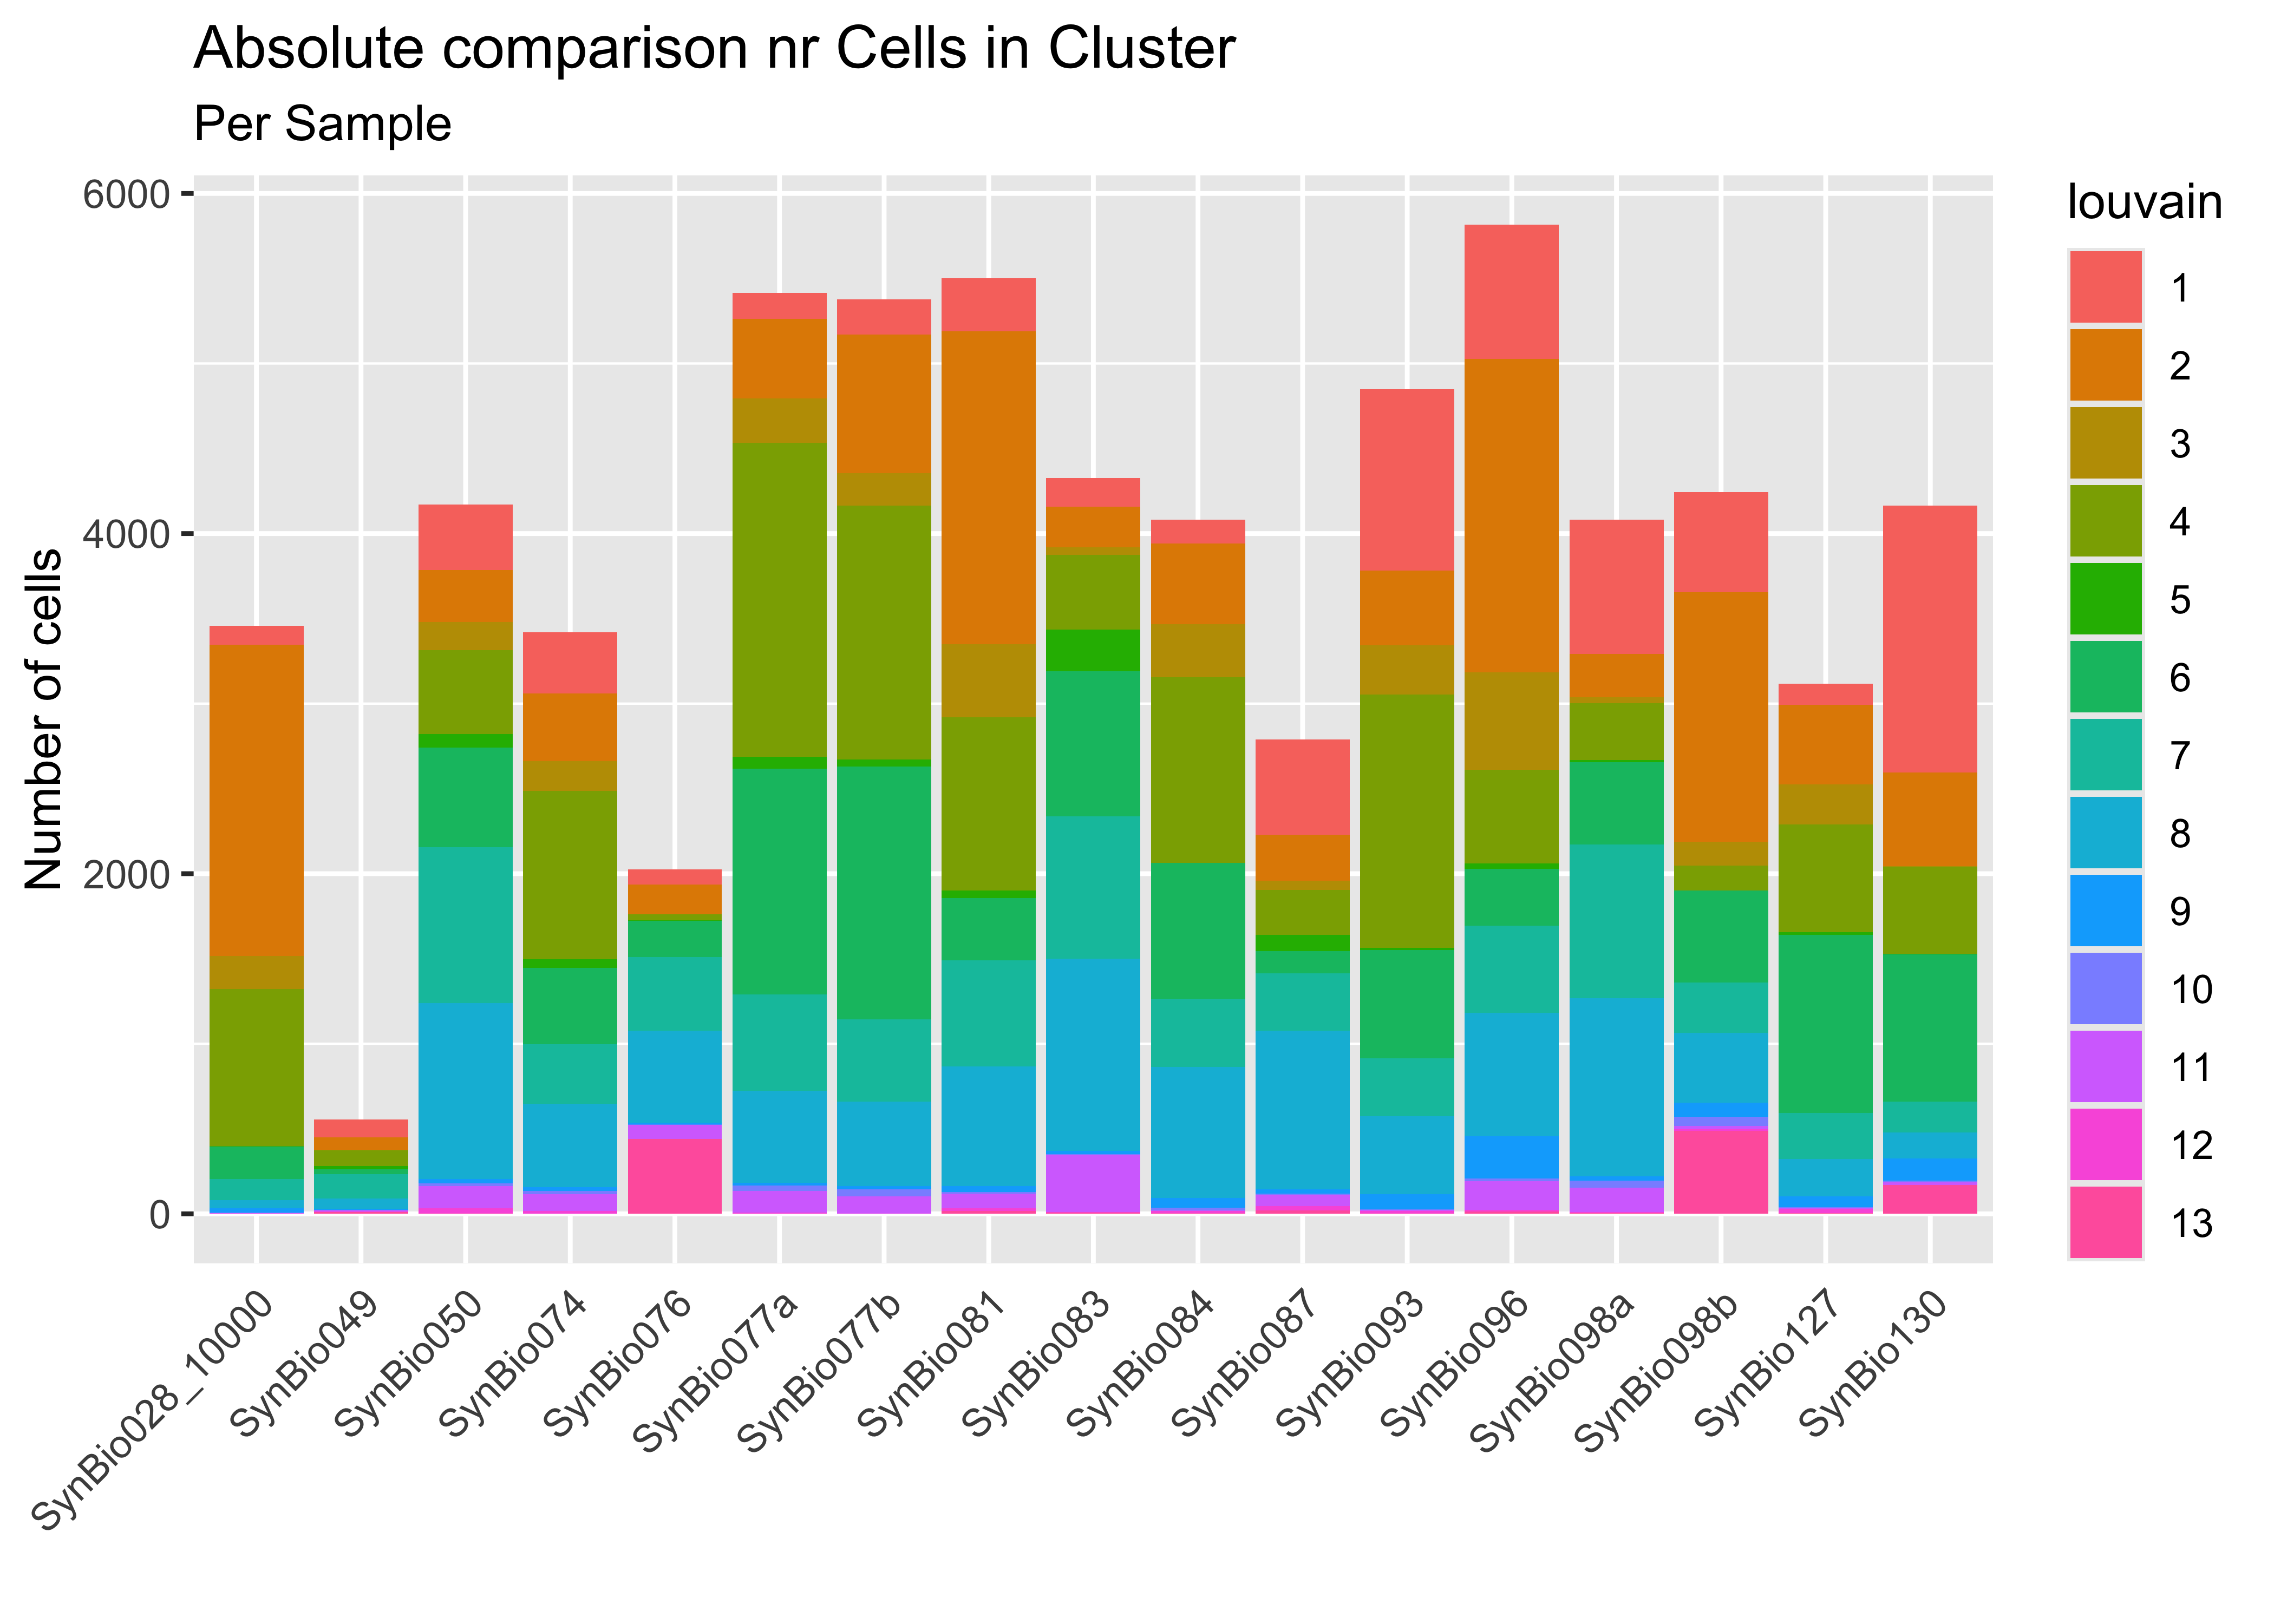 Absolute comparison nr Cells in Cluster
Per Sample
Number of cells
6000
4000
2000
0
SynBio028_10000
SynBio049
SynBio050
SynBio074
SynBio076
SynBio077a
SynBio077b
SynBio081
SynBio083
SynBio084
SynBio087
SynBio093
SynBio096
SynBio098a
SynBio098b
SynBio127
SynBio130
louvain
1
2
3
4
5
6
7
8
9
10
11
12
13